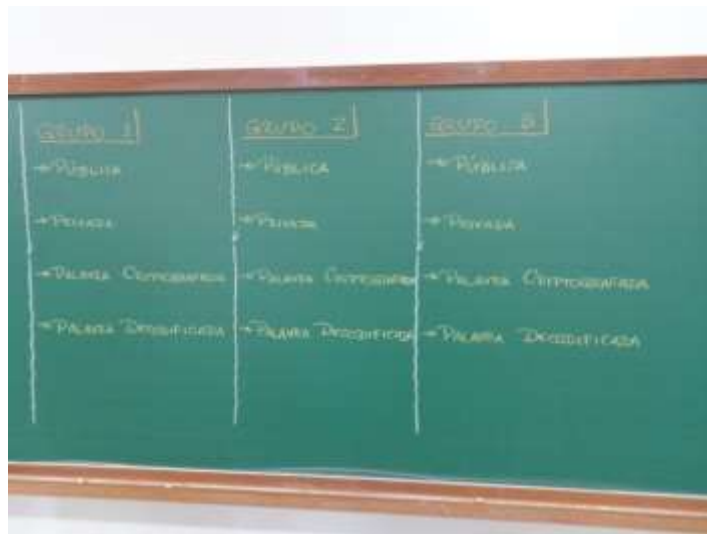 GRUPO 1
→ PÚBLICA
→ PRIVADA
→ PALAVRA CRIPTOGRAFADA
→ PALAVRA DECODIFICADA
GRUPO 2
→ PÚBLICA
→ PRIVADA
→ PALAVRA CRIPTOGRAFADA
→ PALAVRA DECODIFICADA
GRUPO 3
→ PÚBLICA
→ PRIVADA
→ PALAVRA CRIPTOGRAFADA
→ PALAVRA DECODIFICADA